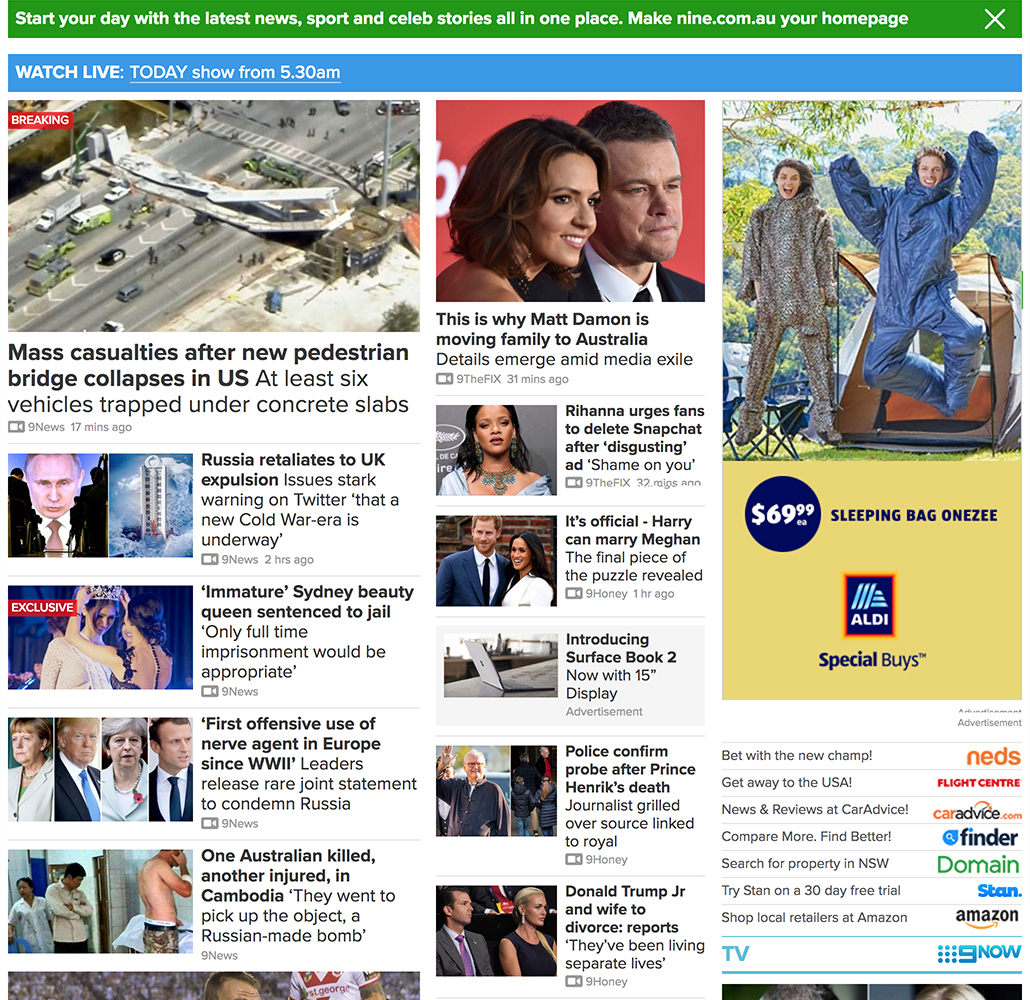 Start your day with the latest news, sport and celeb stories all in one place. Make nine.com.au your homepage
WATCH LIVE: TODAY show from 5.30am
BREAKING
Mass casualties after new pedestrian
bridge collapses in US At least six
vehicles trapped under concrete slabs
9News 17 mins ago
Russia retaliates to UK
expulsion Issues stark
warning on Twitter ‘that a
new Cold War-era is
underway’
9News 2 hrs ago
EXCLUSIVE
‘Immature’ Sydney beauty
queen sentenced to jail
‘Only full time
imprisonment would be
appropriate’
9News
‘First offensive use of
nerve agent in Europe
since WWII’ Leaders
release rare joint statement
to condemn Russia
9News
One Australian killed,
another injured, in
Cambodia ‘They went to
pick up the object, a
Russian-made bomb’
9News
st.george
This is why Matt Damon is
moving family to Australia
Details emerge amid media exile
9TheFIX 31 mins ago
Rihanna urges fans
to delete Snapchat
after ‘disgusting’
ad ‘Shame on you’
9TheFIX 32 mins ago
It’s official - Harry
can marry Meghan
The final piece of
the puzzle revealed
9Honey 1 hr ago
Introducing
Surface Book 2
Now with 15”
Display
Advertisement
Police confirm
probe after Prince
Henrik’s death
Journalist grilled
over source linked
to royal
9Honey
Donald Trump Jr
and wife to
divorce: reports
‘They’ve been living
separate lives’
9Honey
$69.99 ea
SLEEPING BAG ONEZEE
ALDI
Special Buys™
Advertisement
Advertisement
Bet with the new champ! neds
Get away to the USA! FLIGHT CENTRE
News & Reviews at CarAdvice! caradvice.com
Compare More. Find Better! finder
Search for property in NSW Domain
Try Stan on a 30 day free trial Stan.
Shop local retailers at Amazon amazon
TV 9NOW